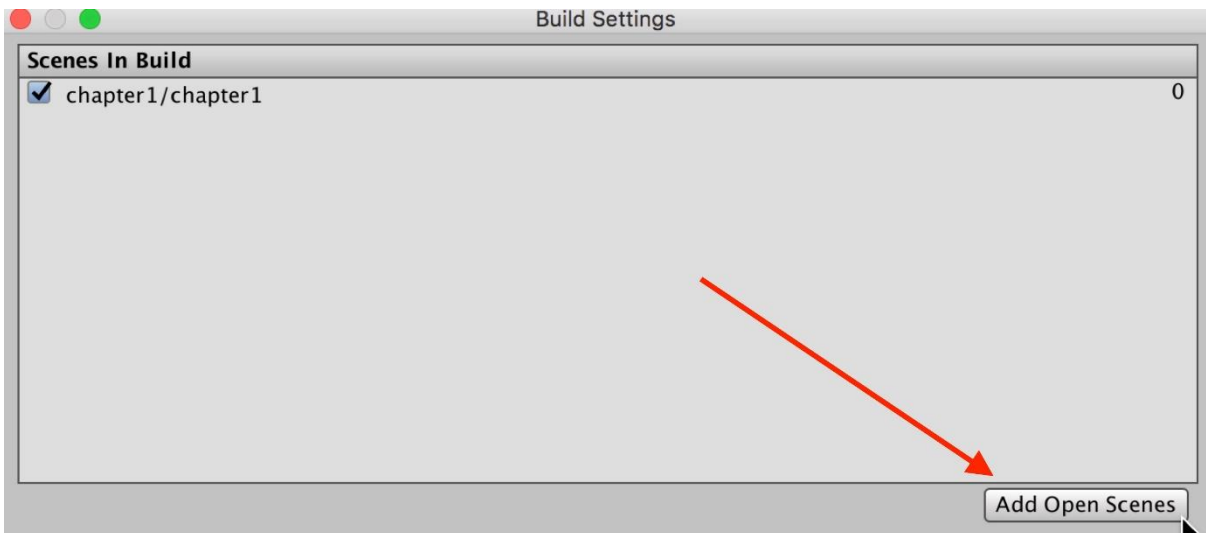 Build Settings
Scenes In Build
chapter1/chapter1 0
Add Open Scenes